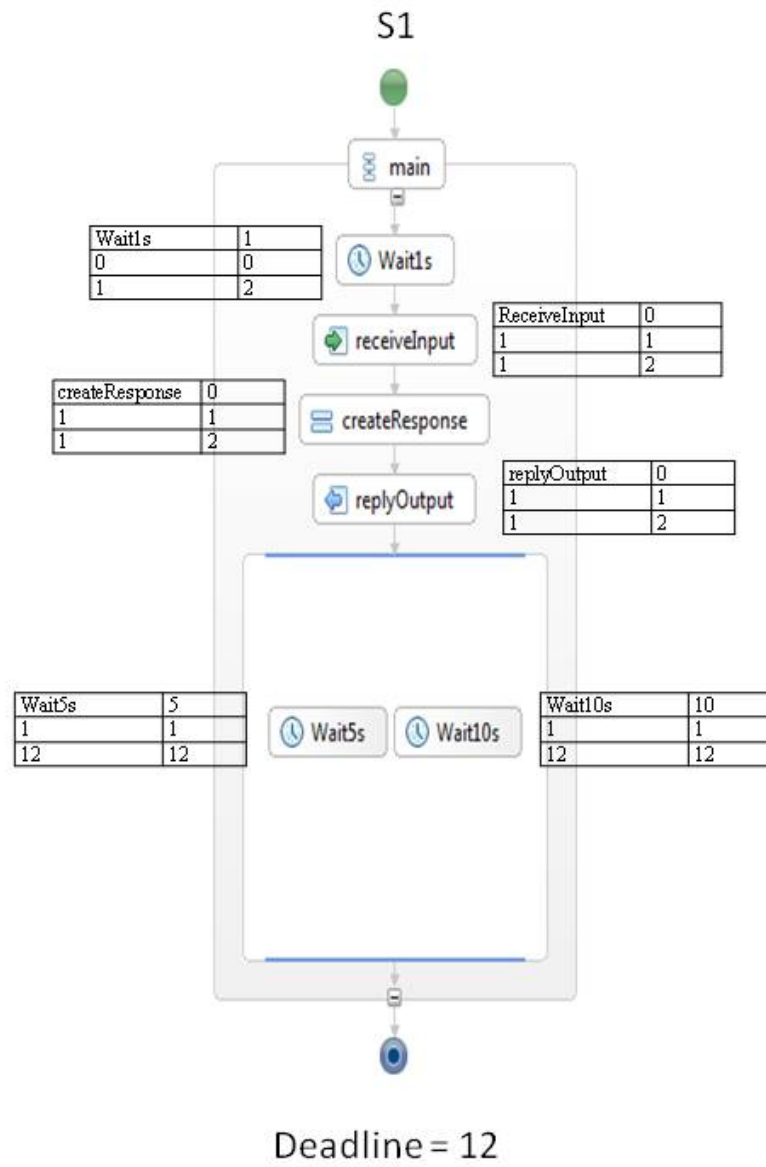 S1
main
Wait1s 1
0 0
1 2
Wait1s
ReceiveInput 0
1 1
1 2
receiveInput
createResponse 0
1 1
1 2
createResponse
replyOutput 0
1 1
1 2
replyOutput
Wait5s 5
1 1
12 12
Wait5s
Wait10s
Wait10s 10
1 1
12 12
Deadline = 12